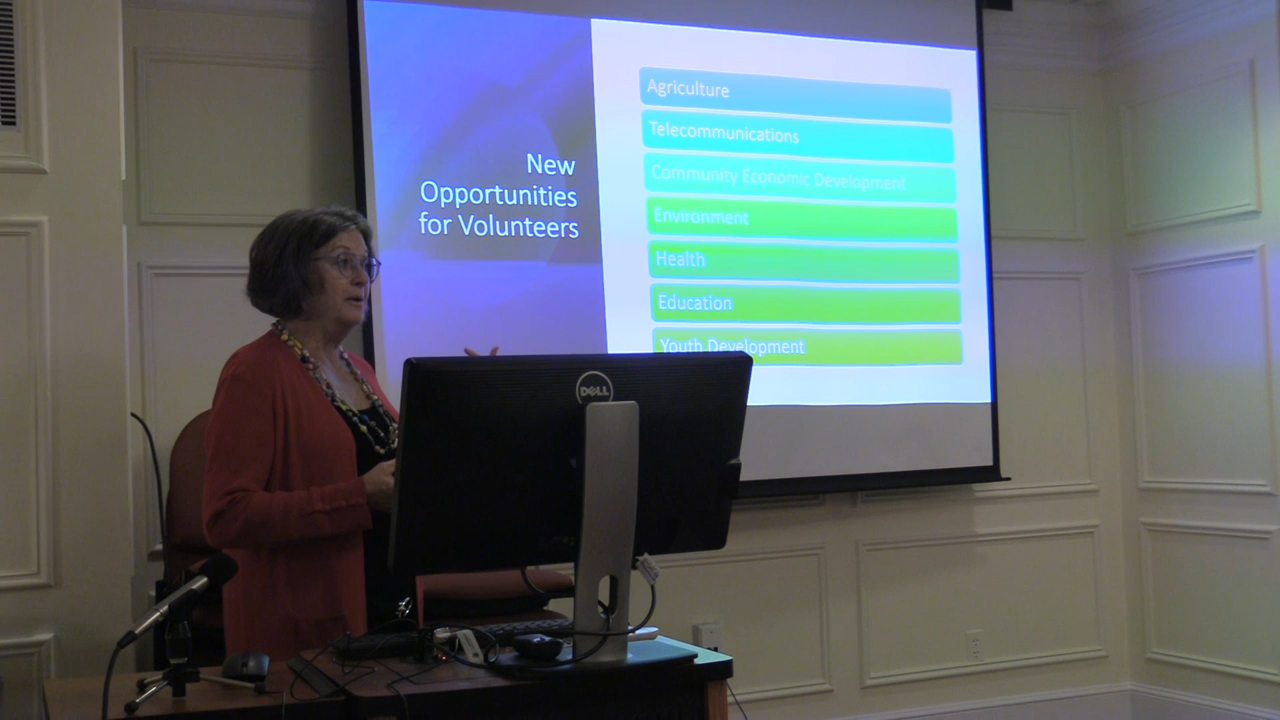 New
Opportunities
for Volunteers
Agriculture
Telecommunications
Community Economic Development
Environment
Health
Education
Youth Development
DELL